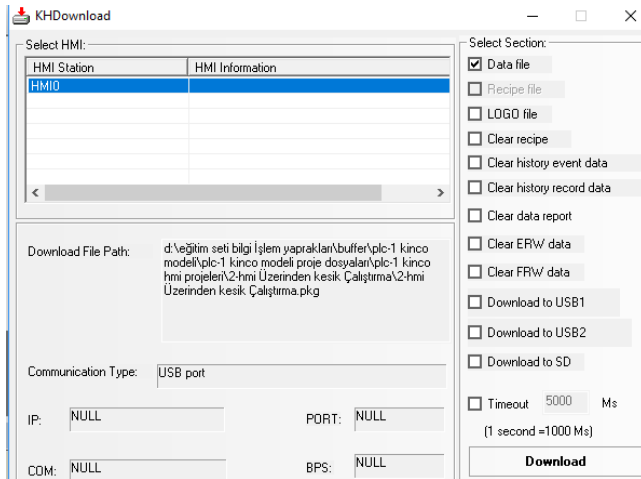 KHDownload
Select HMI:
HMI Station HMI Information
HMI0
Download File Path:
d:\eğitim seti bilgi İşlem yaprakları\buffer\plc-1 kinco
modeli\plc-1 kinco modeli proje dosyaları\plc-1 kinco
hmi projeleri\2-hmi Üzerinden kesik Çalıştırma\2-hmi
Üzerinden kesik Çalıştırma.pkg
Communication Type: USB port
IP: NULL PORT: NULL
COM: NULL BPS: NULL
Select Section:
Data file
Recipe file
LOGO file
Clear recipe
Clear history event data
Clear history record data
Clear data report
Clear ERW data
Clear FRW data
Download to USB1
Download to USB2
Download to SD
Timeout 5000 Ms
(1 second =1000 Ms)
Download